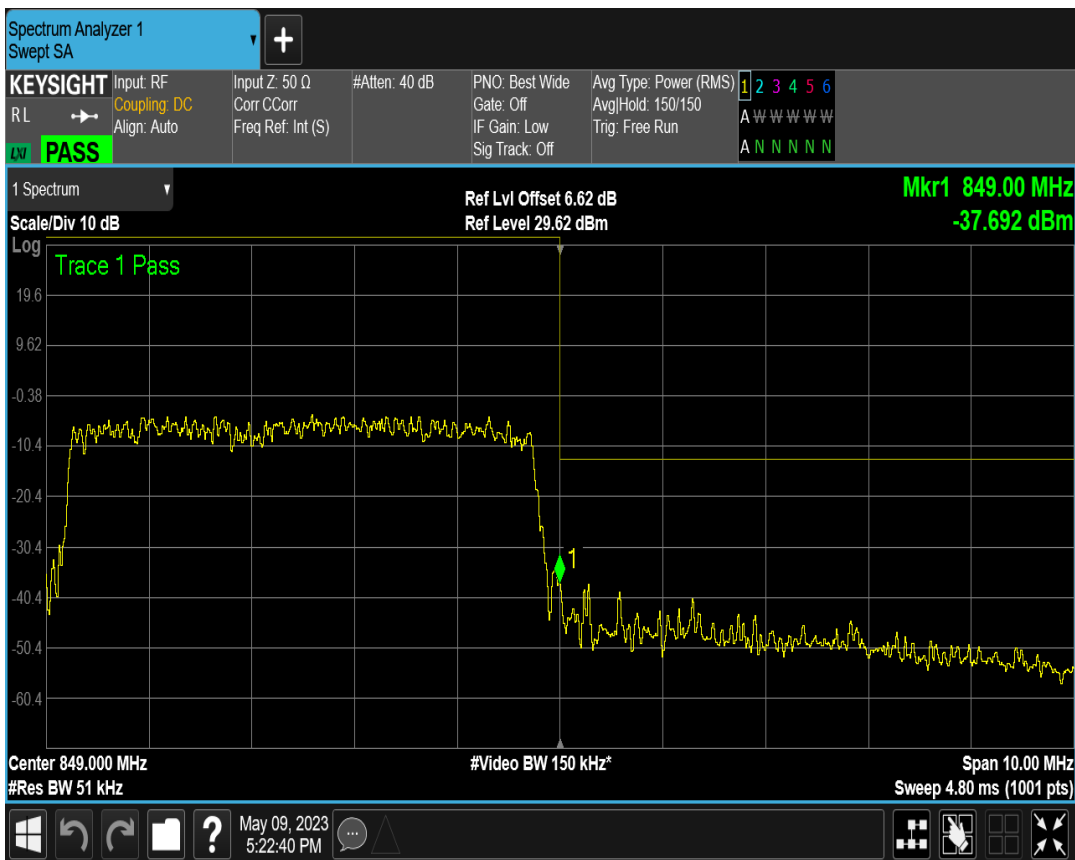 Spectrum Analyzer 1
Swept SA
+
KEYSIGHT
R L
LXI
PASS
Input: RF
Coupling: DC
Align: Auto
Input Z: 50 Ω
Corr CCorr
Freq Ref: Int (S)
#Atten: 40 dB
PNO: Best Wide
Gate: Off
IF Gain: Low
Sig Track: Off
Avg Type: Power (RMS)
Avg|Hold: 150/150
Trig: Free Run
1 2 3 4 5 6
A W W W W W
A N N N N N
1 Spectrum
Scale/Div 10 dB
Ref Lvl Offset 6.62 dB
Ref Level 29.62 dBm
Mkr1 849.00 MHz
-37.692 dBm
Log
Trace 1 Pass
19.6
9.62
-0.38
-10.4
-20.4
-30.4
1
-40.4
-50.4
-60.4
Center 849.000 MHz
#Res BW 51 kHz
#Video BW 150 kHz*
Span 10.00 MHz
Sweep 4.80 ms (1001 pts)
?
May 09, 2023
5:22:40 PM